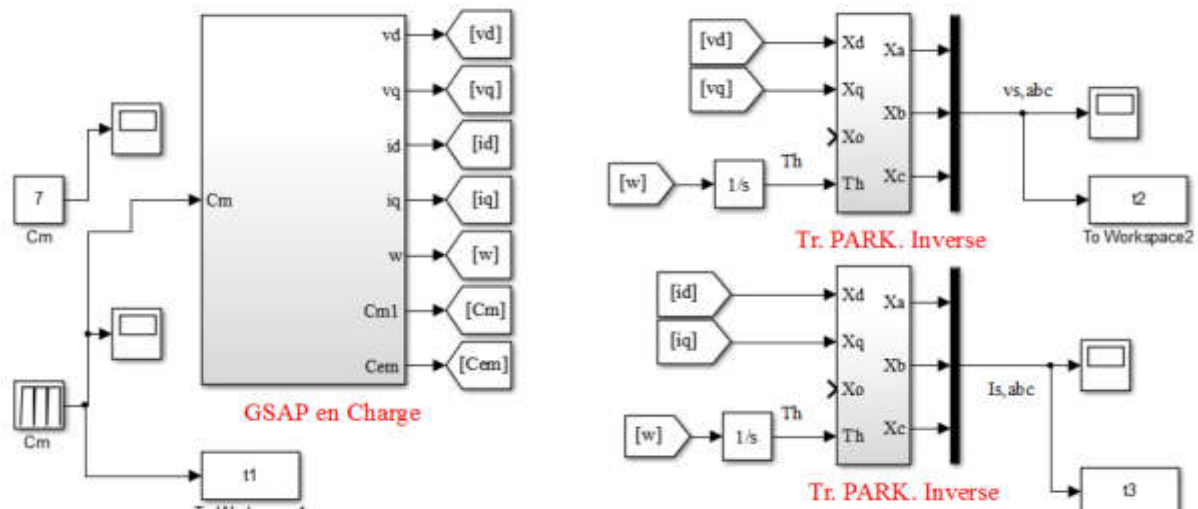 vd
[vd]
vq
[vq]
id
[id]
7
Cm
Cm
iq
[iq]
w
[w]
Cm1
[Cm]
Cem
[Cem]
GSAP en Charge
Cm
t1
[vd]
Xd
Xa
[vq]
Xq
vs,abc
Xb
Xo
Th
[w]
1/s
Th
Xc
t2
To Workspace2
Tr. PARK. Inverse
[id]
Xd
Xa
[iq]
Xq
Xb
Xo
Is,abc
Th
[w]
1/s
Th
Xc
t3
Tr. PARK. Inverse